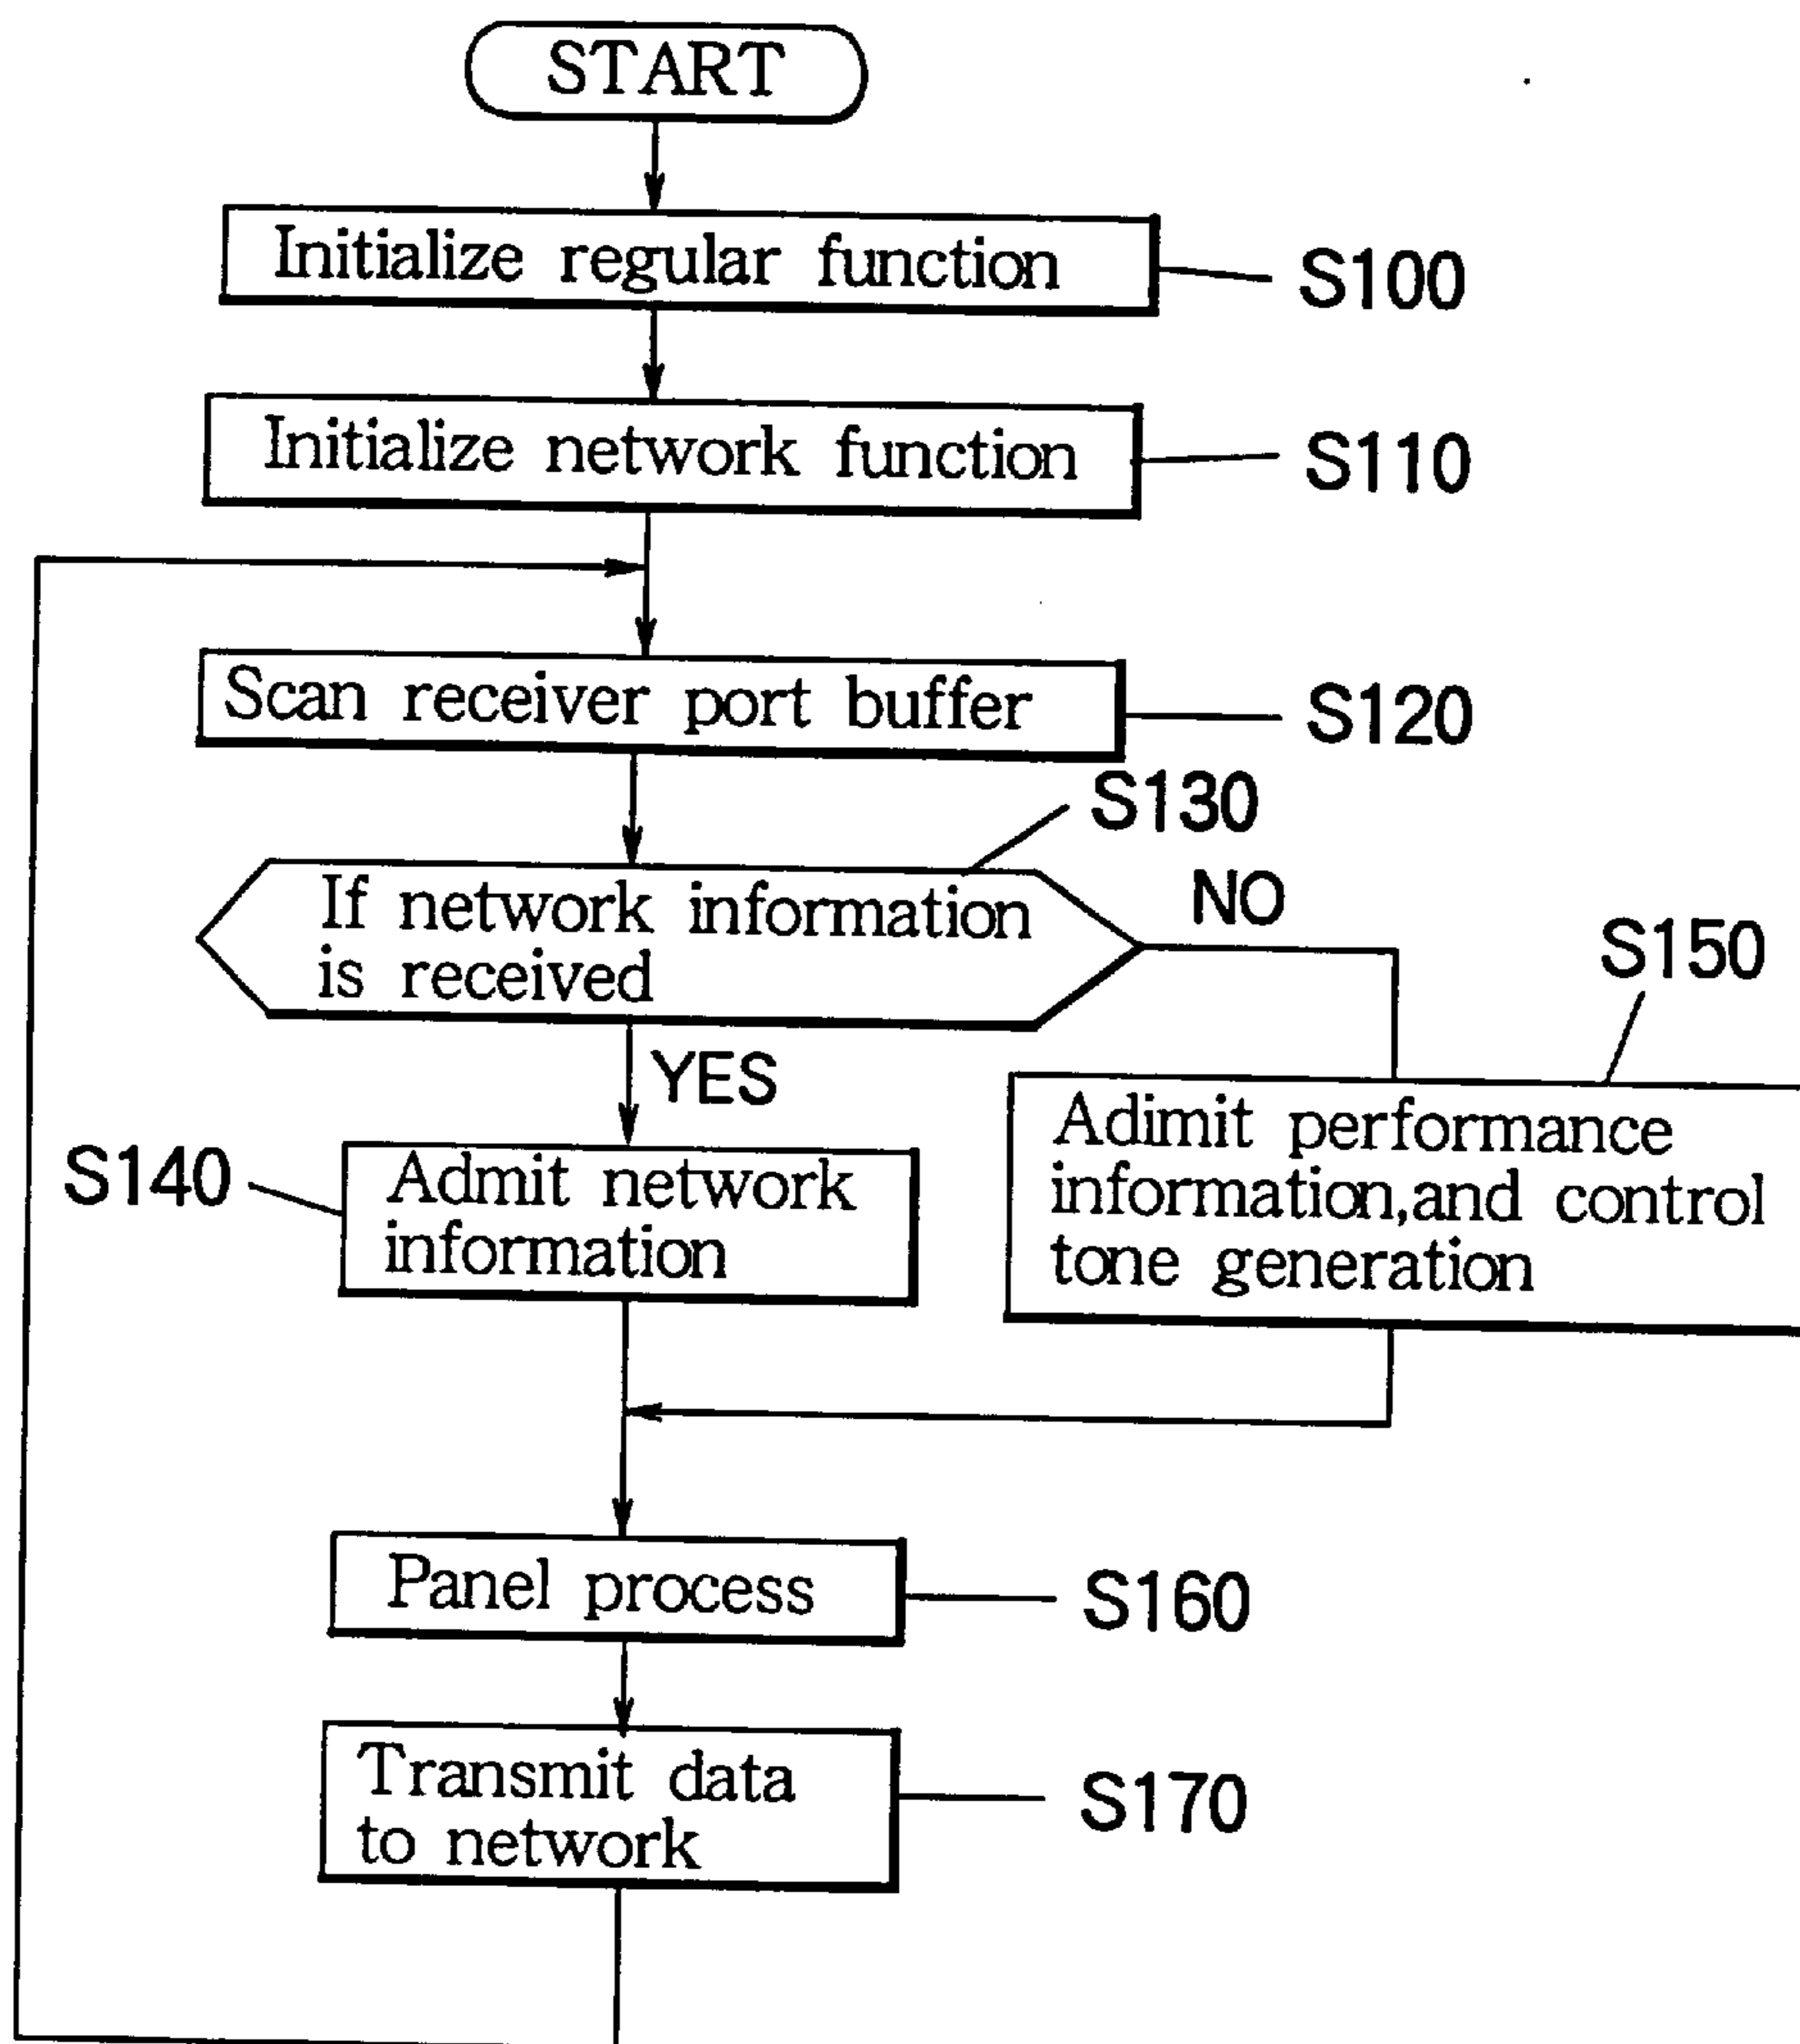 START
Initialize regular function
S100
Initialize network function
S110
Scan receiver port buffer
S120
S130
If network information
is received
NO
S150
YES
Adimit performance
information,and control
tone generation
S140
Admit network
information
Panel process
S160
Transmit data
to network
S170